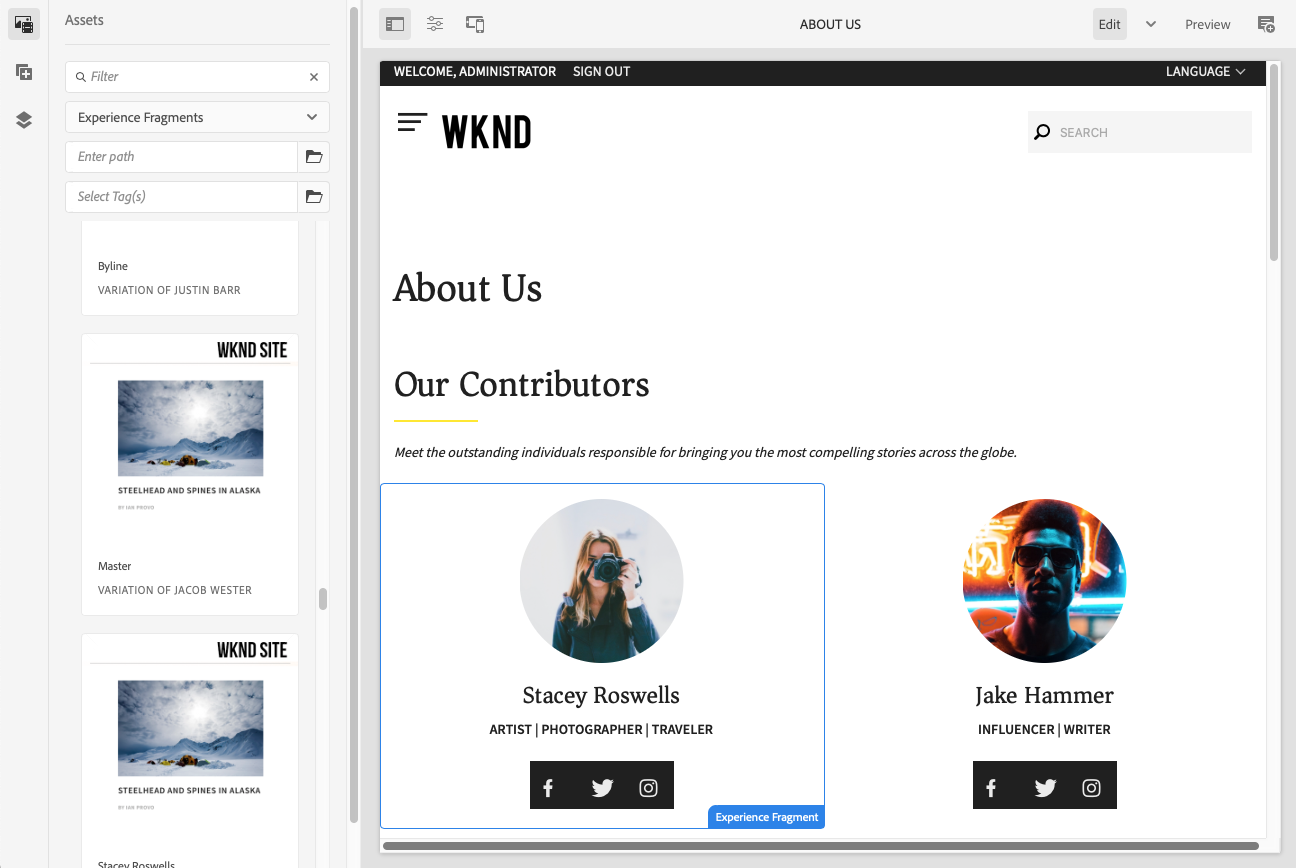 Assets
Filter
Experience Fragments
Enter path
Select Tag(s)
Byline
VARIATION OF JUSTIN BARR
WKND SITE
STEELHEAD AND SPINES IN ALASKA
BY IAN PROVO
Master
VARIATION OF JACOB WESTER
WKND SITE
STEELHEAD AND SPINES IN ALASKA
BY IAN PROVO
Stacey Roswells
ABOUT US
Edit
Preview
WELCOME, ADMINISTRATOR SIGN OUT LANGUAGE
WKND
SEARCH
About Us
Our Contributors
Meet the outstanding individuals responsible for bringing you the most compelling stories across the globe.
Stacey Roswells
ARTIST | PHOTOGRAPHER | TRAVELER
Experience Fragment
Jake Hammer
INFLUENCER | WRITER